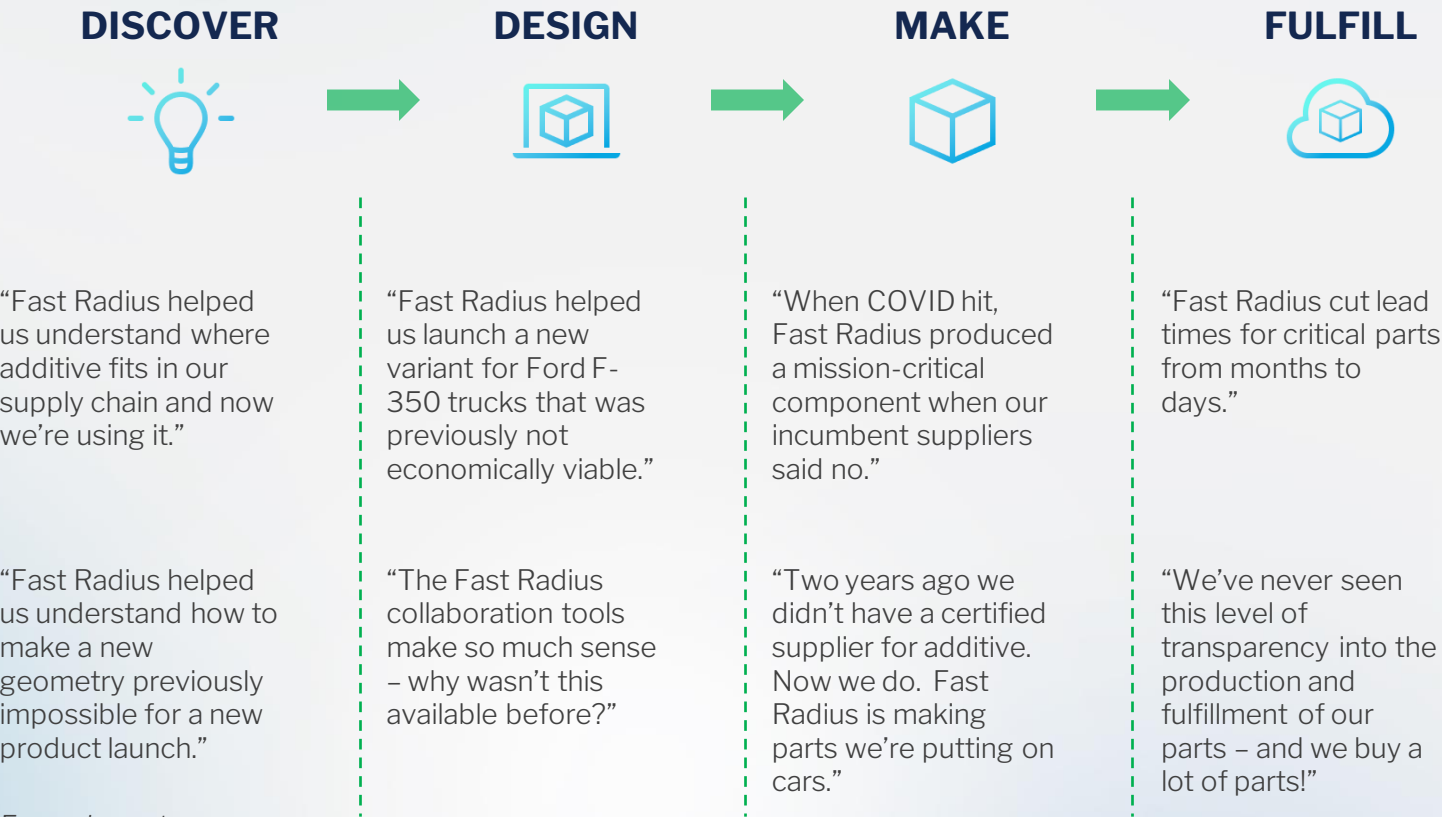 DISCOVER
DESIGN
MAKE
FULFILL
“Fast Radius helped
us understand where
additive fits in our
supply chain and now
we’re using it.”
“Fast Radius helped
us launch a new
variant for Ford F-
350 trucks that was
previously not
economically viable.”
“When COVID hit,
Fast Radius produced
a mission-critical
component when our
incumbent suppliers
said no.”
“Fast Radius cut lead
times for critical parts
from months to
days.”
“Fast Radius helped
us understand how to
make a new
geometry previously
impossible for a new
product launch.”
“The Fast Radius
collaboration tools
make so much sense
– why wasn’t this
available before?”
“Two years ago we
didn’t have a certified
supplier for additive.
Now we do. Fast
Radius is making
parts we’re putting on
cars.”
“We’ve never seen
this level of
transparency into the
production and
fulfillment of our
parts – and we buy a
lot of parts!”